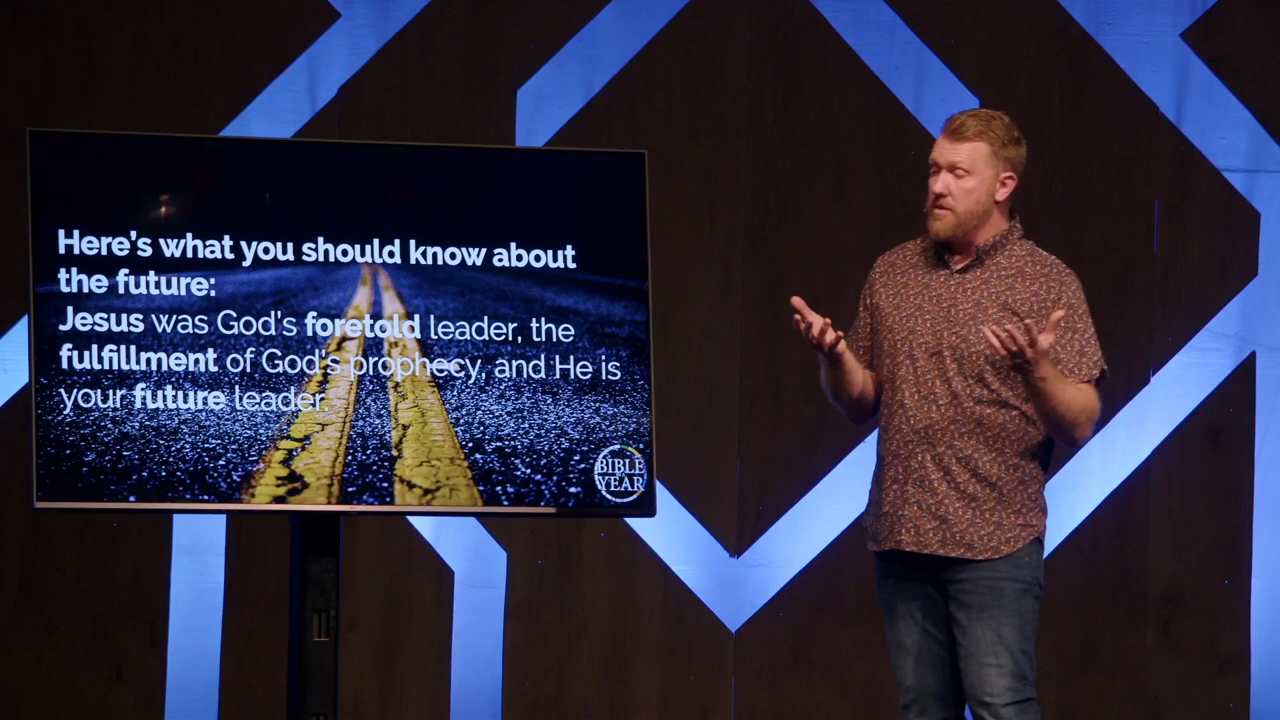 Here's what you should know about
the future:
Jesus was God's foretold leader, the
fulfillment of God's prophecy, and He is
your future leader.
BIBLE
YEAR